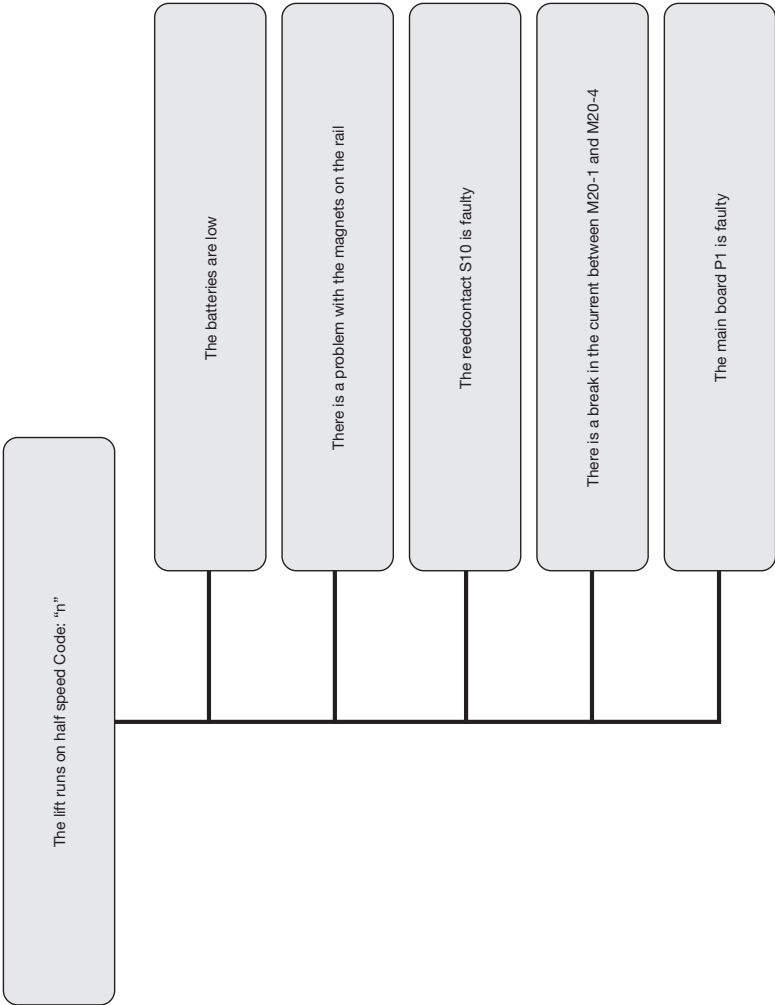 The lift runs on half speed Code: “n”
The batteries are low
There is a problem with the magnets on the rail
The reedcontact S10 is faulty
There is a break in the current between M20-1 and M20-4
The main board P1 is faulty